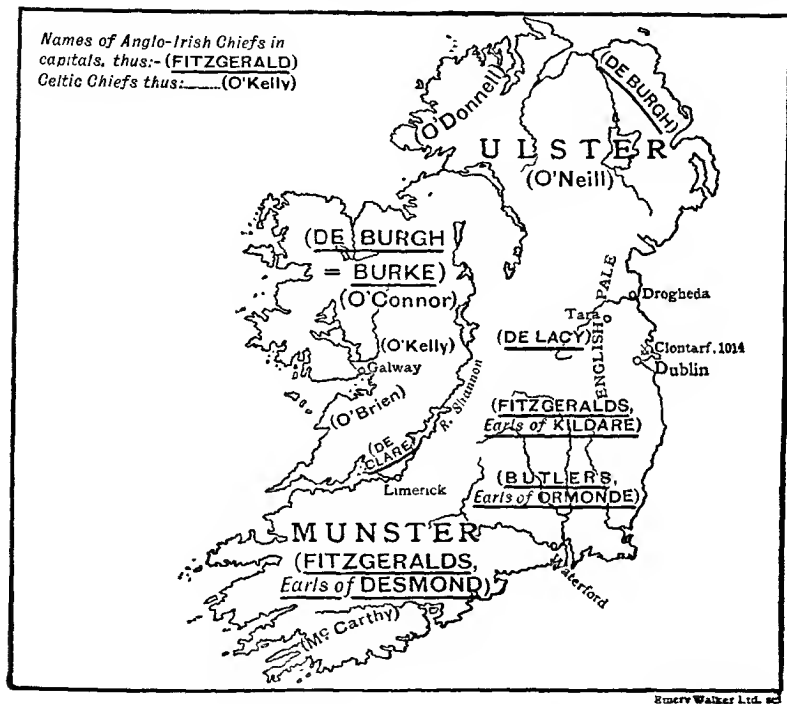 Names of Anglo-Irish Chiefs in
capitals. thus:- (FITZGERALD)
Celtic Chiefs thus:........(O'Kelly)
(O'Donnell)
(DE BURGH)
ULSTER
(O'Neill)
(DE BURGH
= BURKE)
(O'Connor)
ENGLISH PALE
Drogheda
Tara
(DE LACY)
(O'Kelly)
Clontarf, 1014
Galway
Dublin
R. Shannon
(O'Brien)
(FITZGERALDS,
Earls of KILDARE)
(DE
CLARE)
(BUTLERS,
Earls of ORMONDE)
Limerick
MUNSTER
(FITZGERALDS,
Earls of DESMOND)
Waterford
(Mc Carthy)
Emery Walker Ltd. sc.